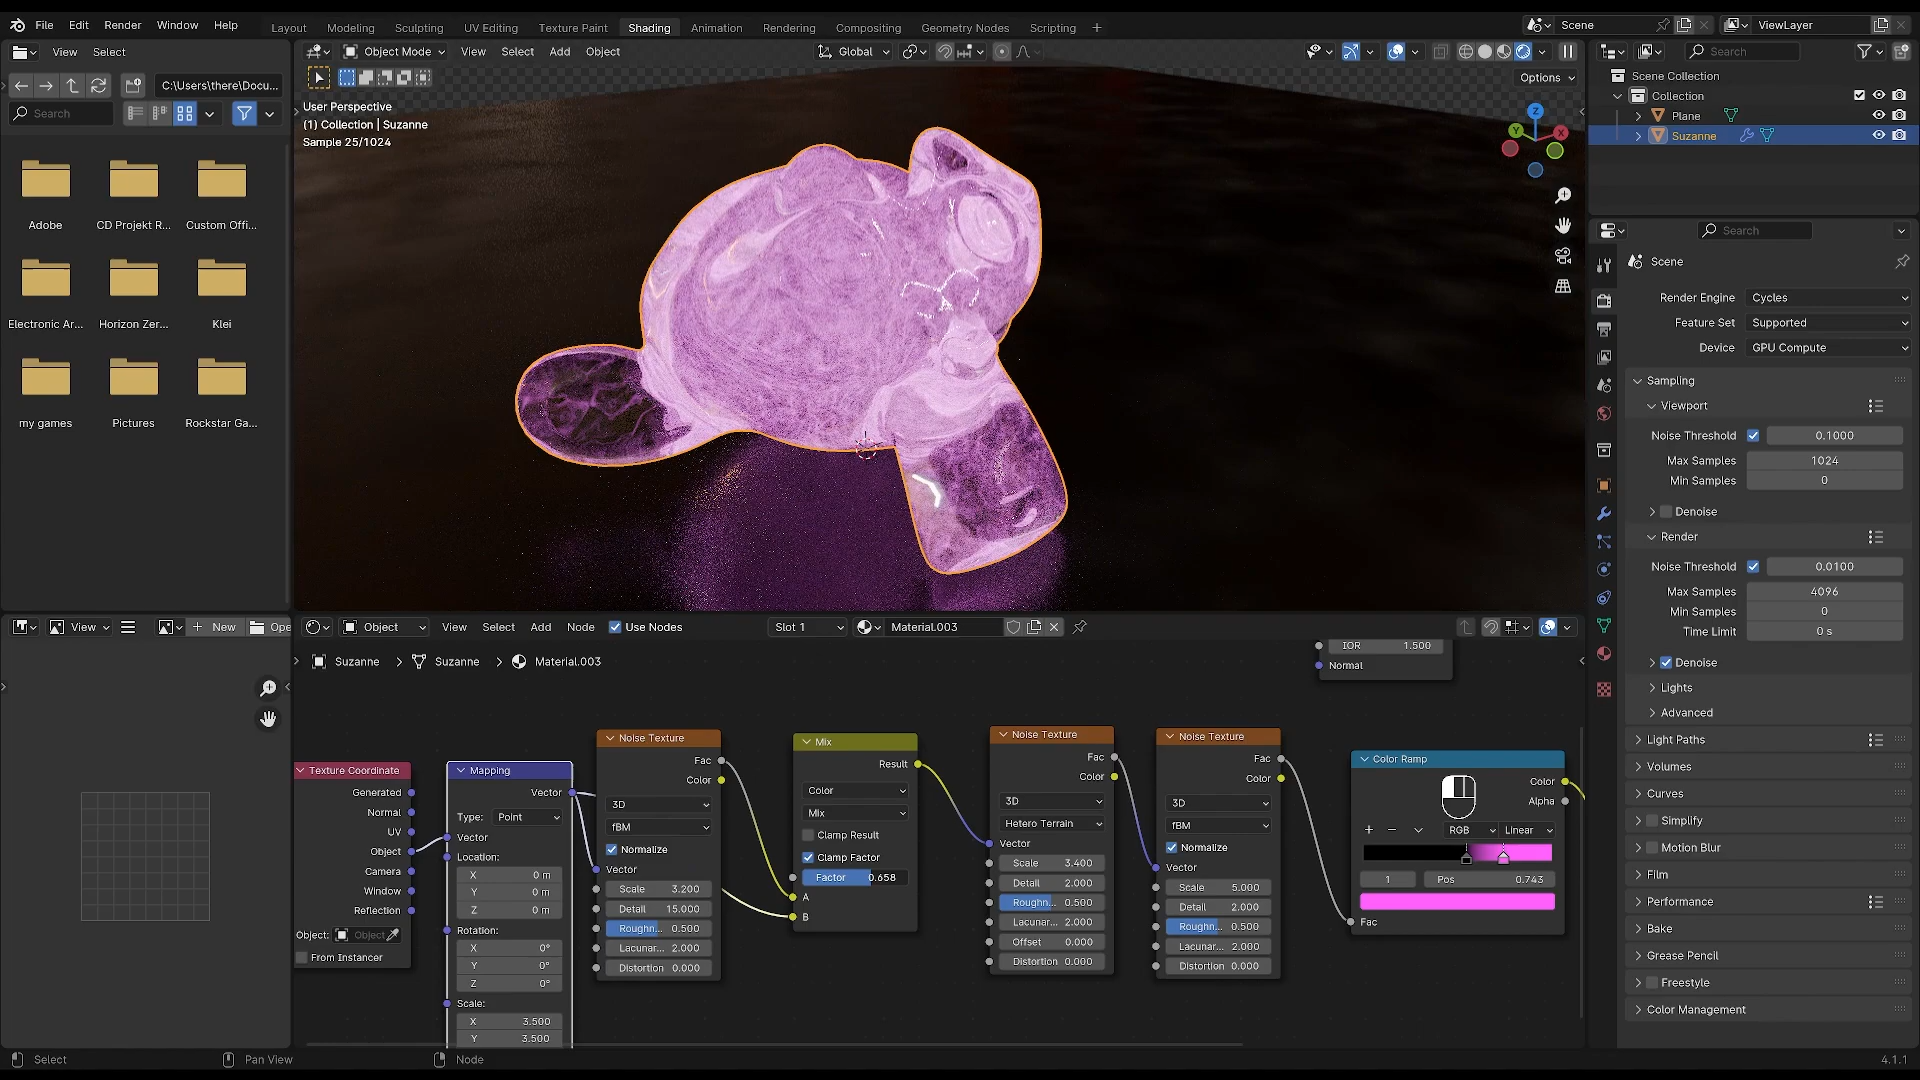 File Edit Render Window Help
Layout Modeling Sculpting UV Editing Texture Paint Shading Animation Rendering Compositing Geometry Nodes Scripting +
Scene
ViewLayer
View Select
C:\Users\there\Docu...
Search
Adobe
CD Projekt R...
Custom Offi...
Electronic Ar...
Horizon Zer...
Klei
my games
Pictures
Rockstar Ga...
Object Mode View Select Add Object
Global
Options
User Perspective
(1) Collection | Suzanne
Sample 25/1024
Z
Y
X
Search
Scene Collection
Collection
Plane
Suzanne
Search
Scene
Render Engine Cycles
Feature Set Supported
Device GPU Compute
Sampling
Viewport
Noise Threshold 0.1000
Max Samples 1024
Min Samples 0
Denoise
Render
Noise Threshold 0.0100
Max Samples 4096
Min Samples 0
Time Limit 0 s
Denoise
Lights
Advanced
Light Paths
Volumes
Curves
Simplify
Motion Blur
Film
Performance
Bake
Grease Pencil
Freestyle
Color Management
View
New
Ope
Object View Select Add Node Use Nodes Slot 1 Material.003
Suzanne > Suzanne > Material.003
IOR 1.500
Normal
Texture Coordinate
Generated
Normal
UV
Object
Camera
Window
Reflection
Object: Object
From Instancer
Mapping
Vector
Type: Point
Vector
Location:
X 0 m
Y 0 m
Z 0 m
Rotation:
X 0°
Y 0°
Z 0°
Scale:
X 3.500
Y 3.500
Noise Texture
Fac
Color
3D
fBM
Normalize
Vector
Scale 3.200
Detail 15.000
Roughn... 0.500
Lacunar... 2.000
Distortion 0.000
Mix
Result
Color
Mix
Clamp Result
Clamp Factor
Factor 0.658
A
B
Noise Texture
Fac
Color
3D
Hetero Terrain
Vector
Scale 3.400
Detail 2.000
Roughn... 0.500
Lacunar... 2.000
Offset 0.000
Distortion 0.000
Noise Texture
Fac
Color
3D
fBM
Normalize
Vector
Scale 5.000
Detail 2.000
Roughn... 0.500
Lacunar... 2.000
Distortion 0.000
Color Ramp
Color
Alpha
+ − RGB Linear
1 Pos 0.743
Fac
Select
Pan View
Node
4.1.1